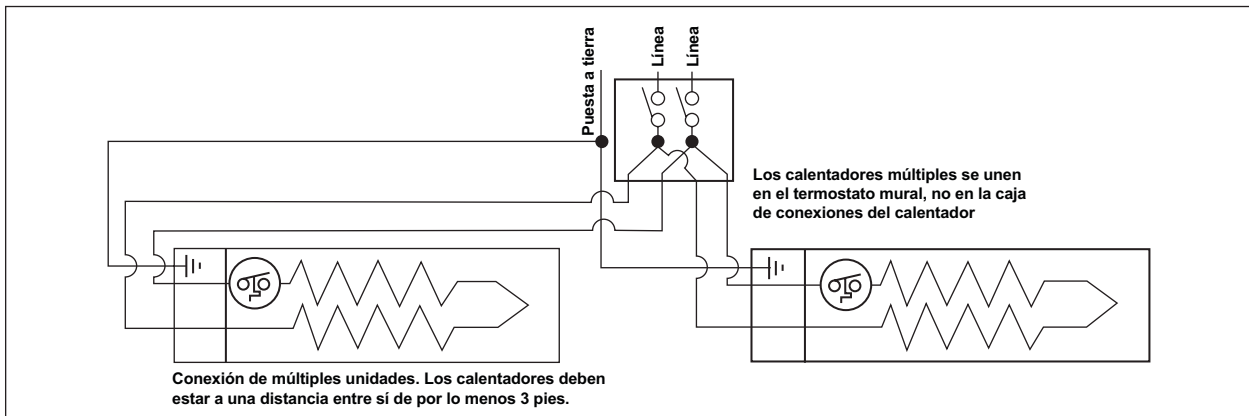 Puesta a tierra
Línea
Línea
Los calentadores múltiples se unen
en el termostato mural, no en la caja
de conexiones del calentador
Conexión de múltiples unidades. Los calentadores deben
estar a una distancia entre sí de por lo menos 3 pies.